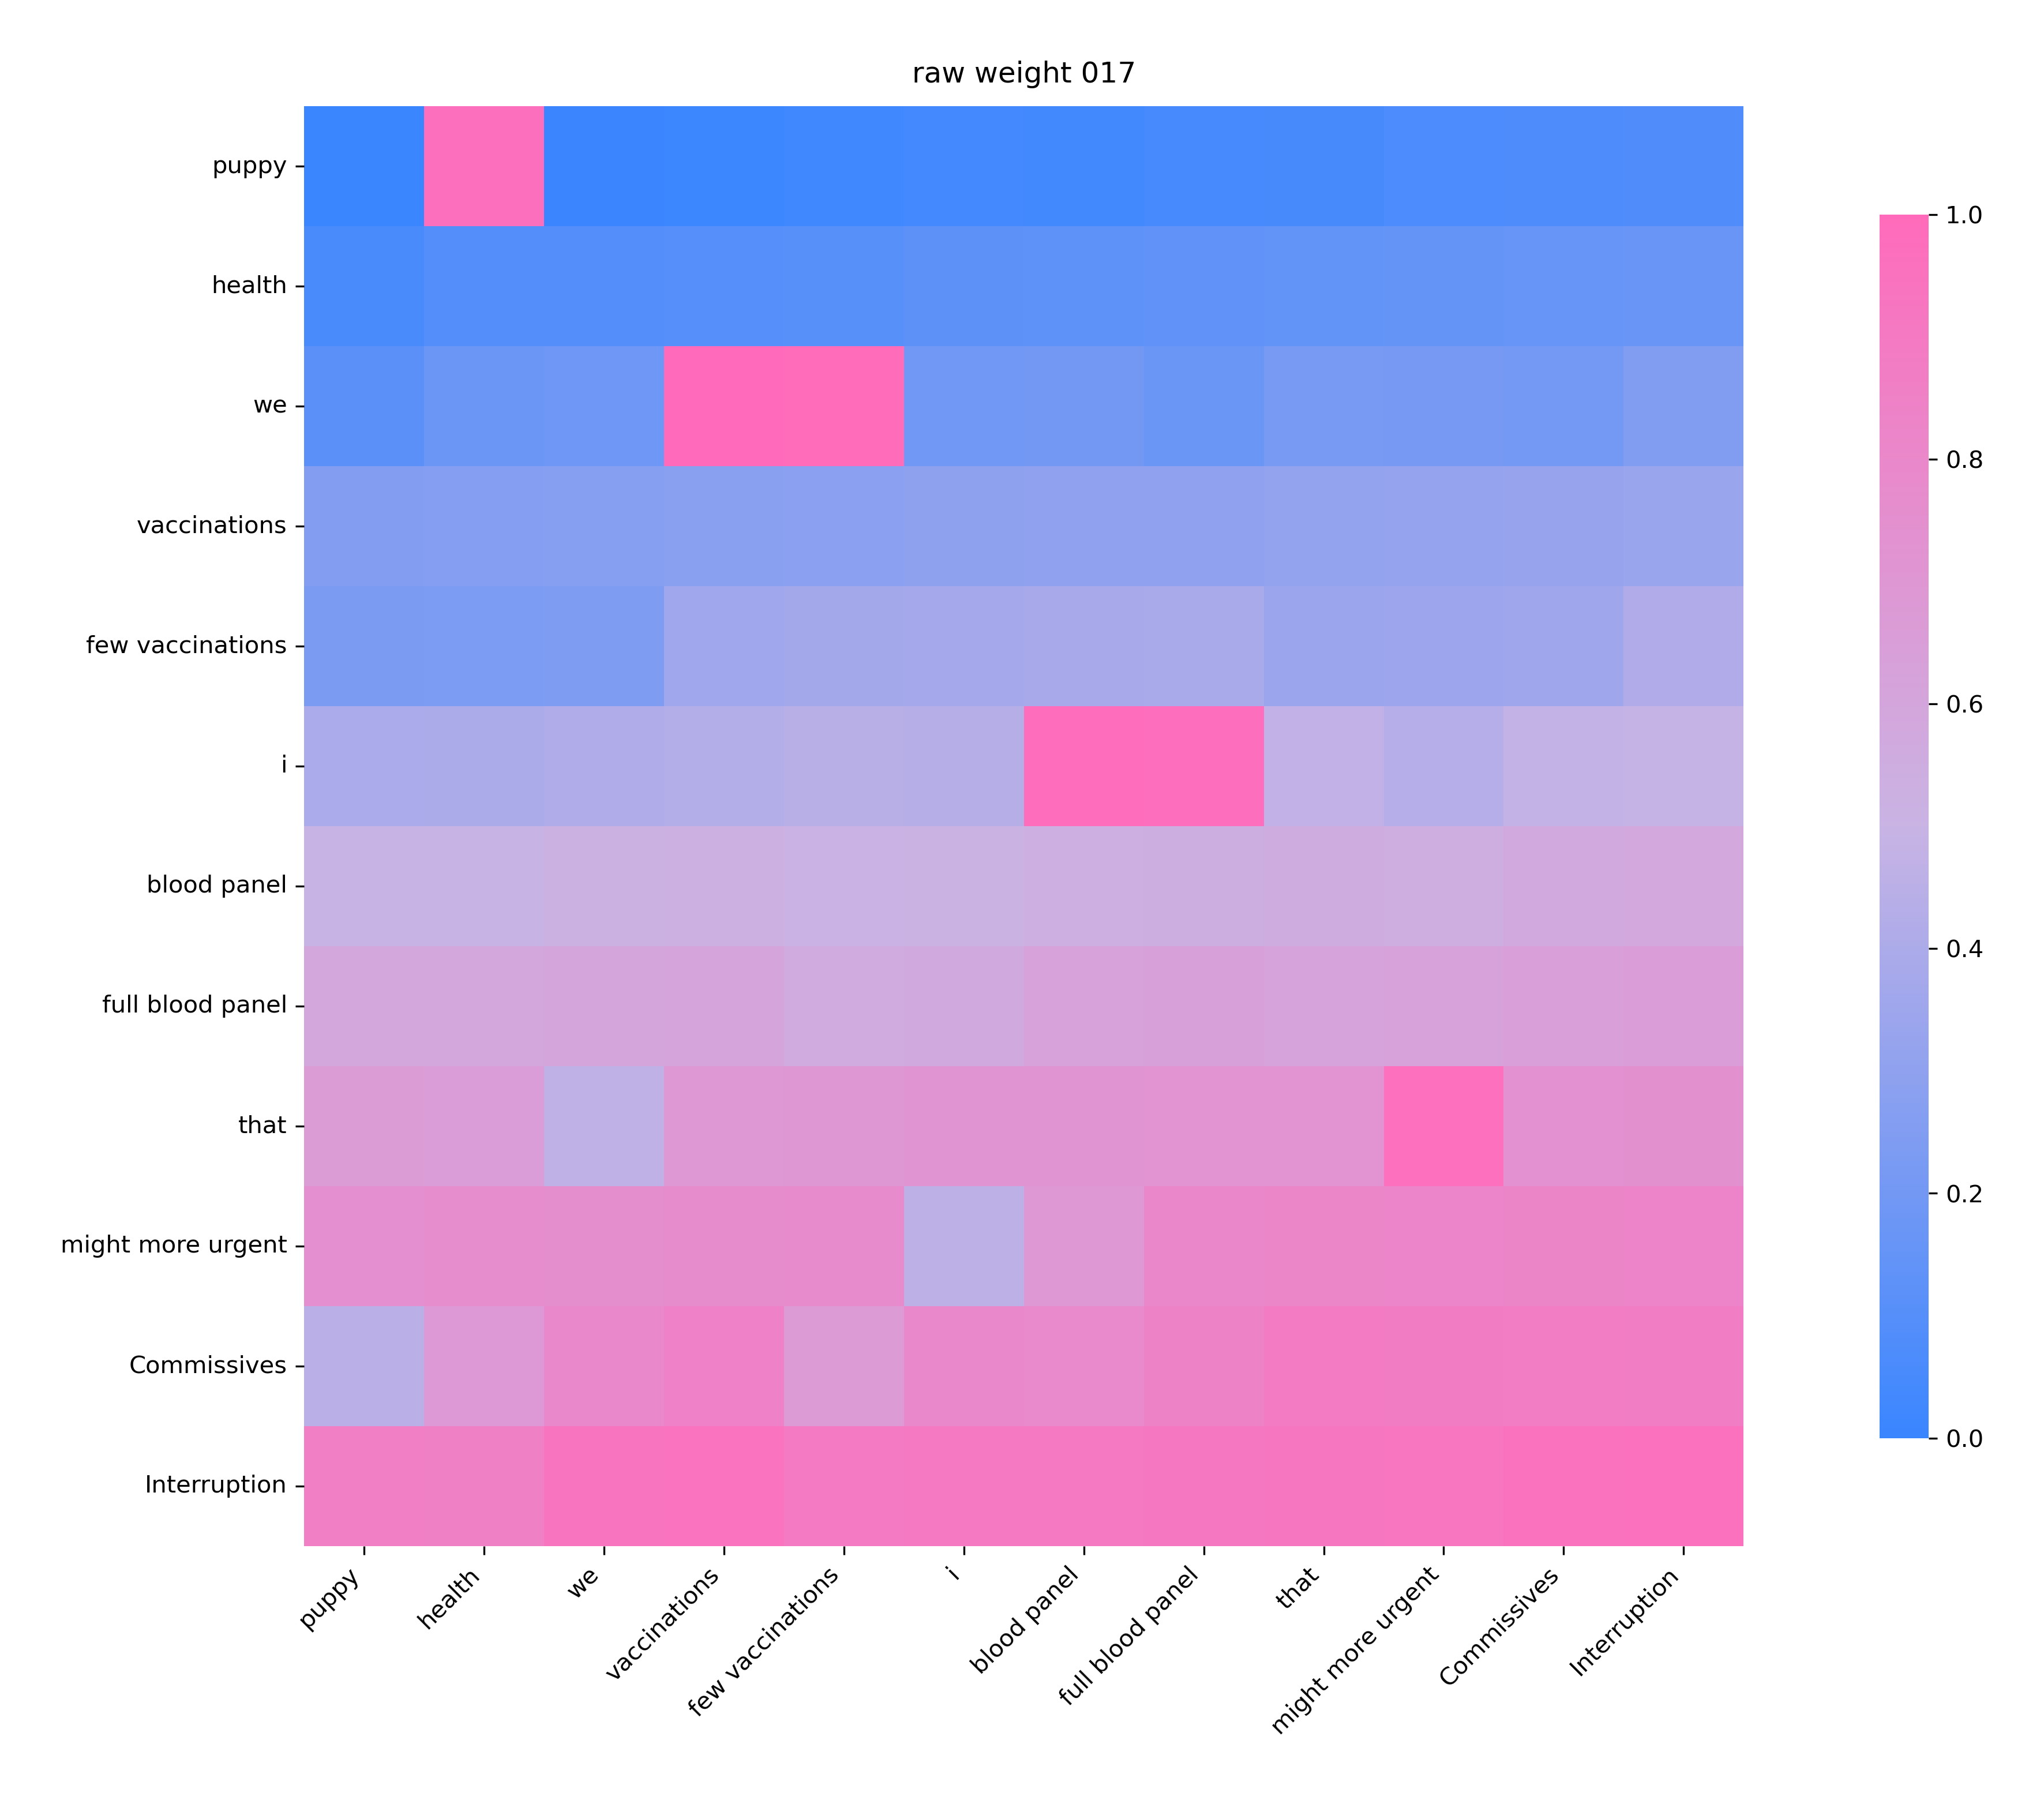 raw weight 017
puppy
health
we
vaccinations
few vaccinations
i
blood panel
full blood panel
that
might more urgent
Commissives
Interruption
puppy
health
we
vaccinations
few vaccinations
i
blood panel
full blood panel
that
might more urgent
Commissives
Interruption
1.0
0.8
0.6
0.4
0.2
0.0